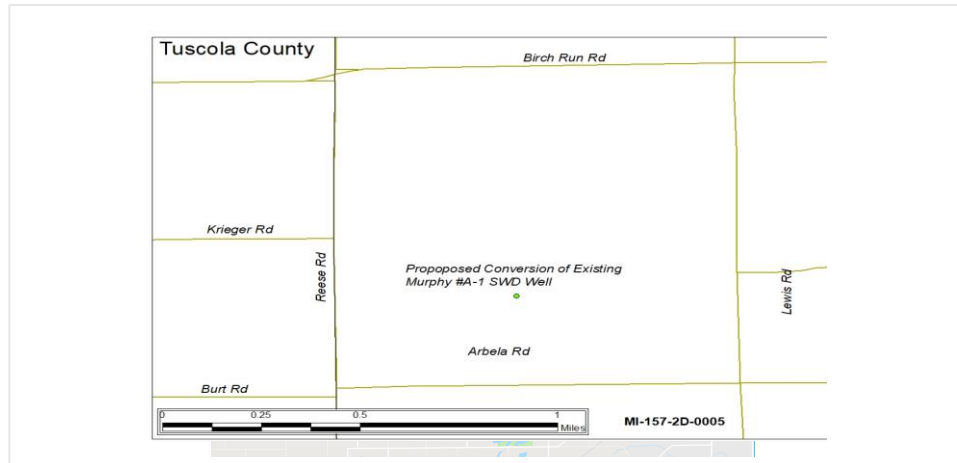 Tuscola County
Birch Run Rd
Krieger Rd
Reese Rd
Propoposed Conversion of Existing
Murphy #A-1 SWD Well
Lewis Rd
Arbela Rd
Burt Rd
0 0.25 0.5 1
Miles
MI-157-2D-0005